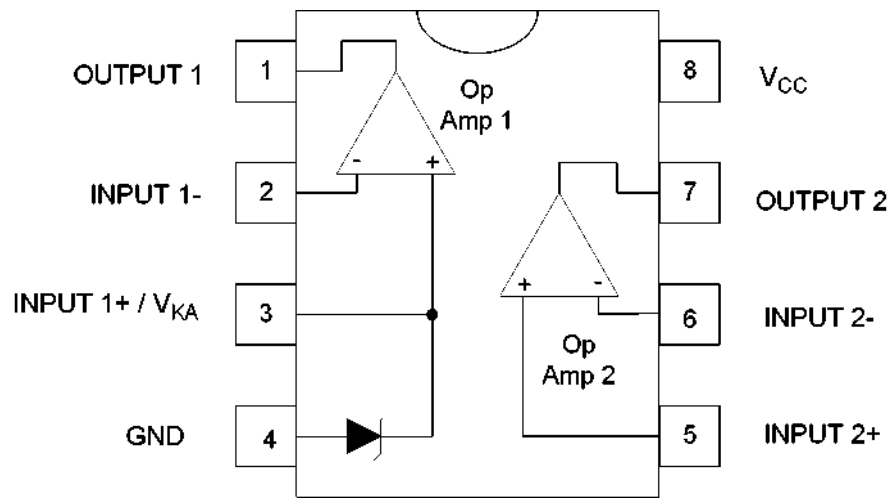 OUTPUT 1
1
INPUT 1-
2
INPUT 1+ / VKA
3
GND
4
Op
Amp 1
-
+
8
VCC
7
OUTPUT 2
+
-
6
INPUT 2-
Op
Amp 2
5
INPUT 2+